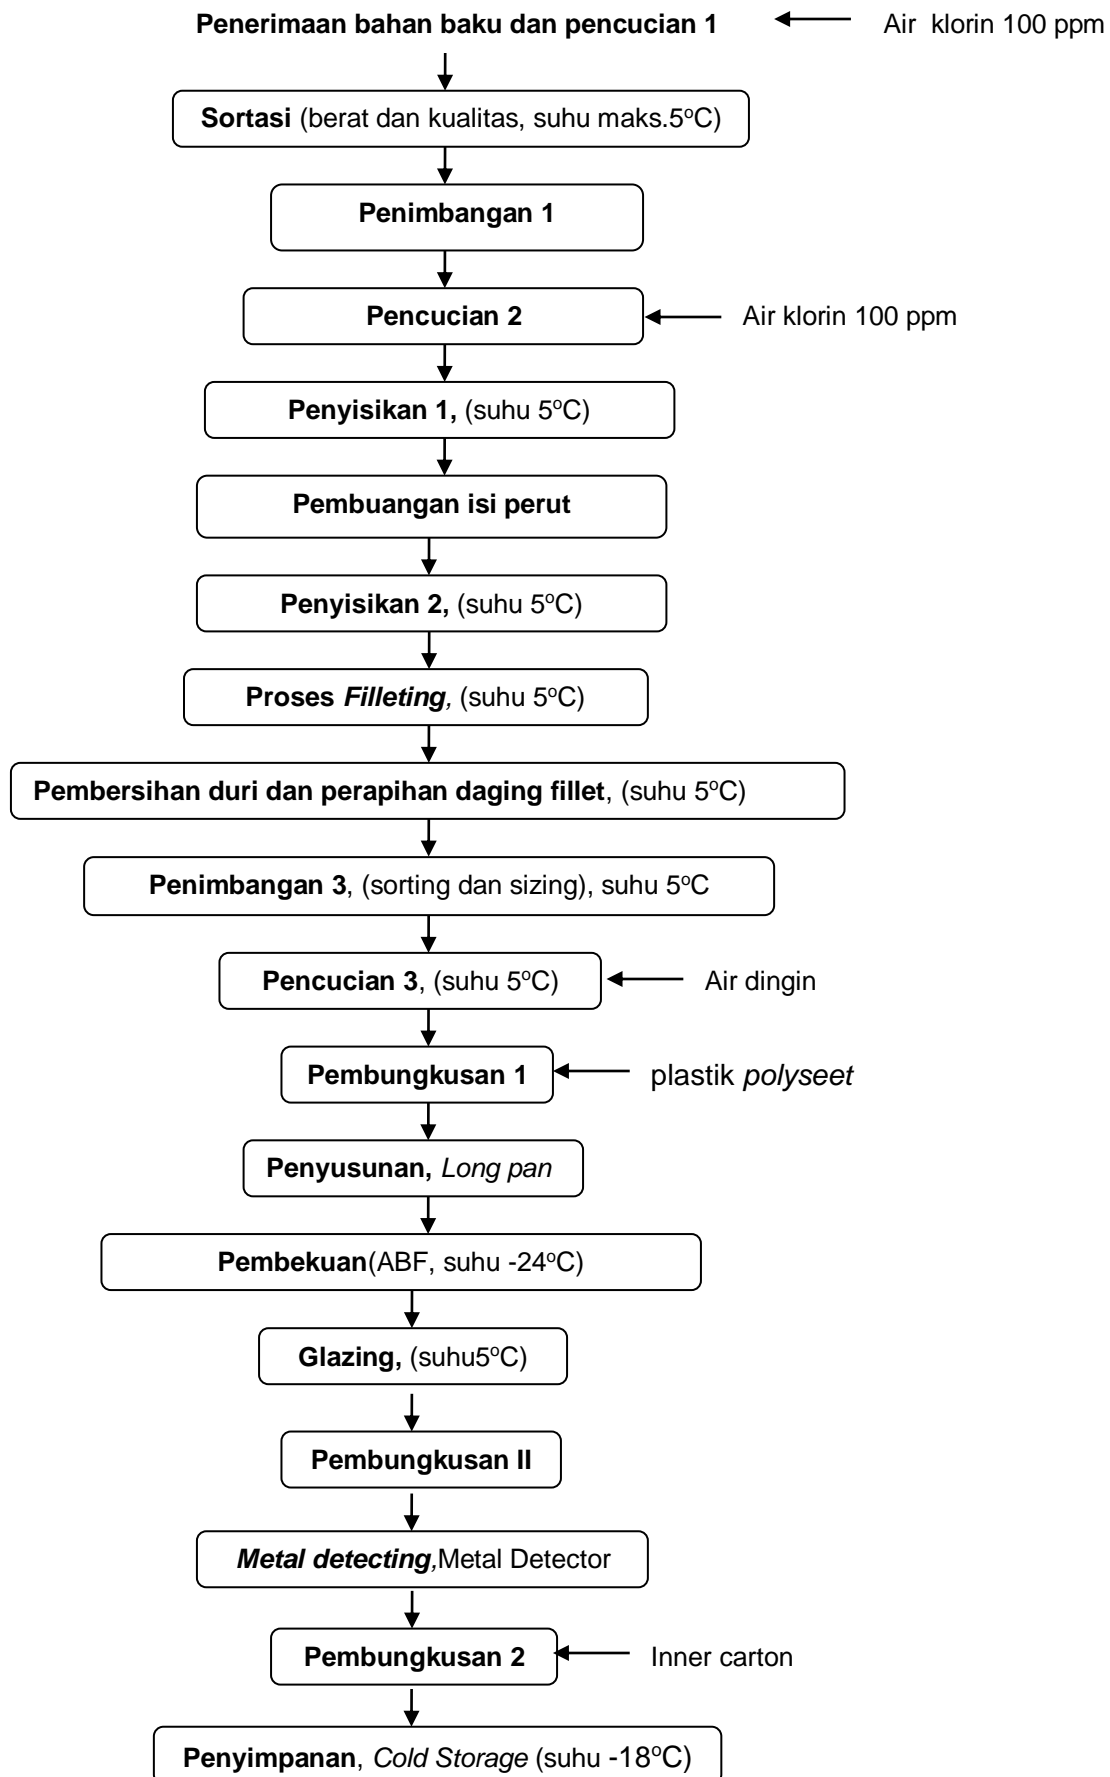 Penerimaan bahan baku dan pencucian 1
Air klorin 100 ppm
Sortasi (berat dan kualitas, suhu maks.5°C)
Penimbangan 1
Pencucian 2
Air klorin 100 ppm
Penyisikan 1, (suhu 5°C)
Pembuangan isi perut
Penyisikan 2, (suhu 5°C)
Proses Filleting, (suhu 5°C)
Pembersihan duri dan perapihan daging fillet, (suhu 5°C)
Penimbangan 3, (sorting dan sizing), suhu 5°C
Pencucian 3, (suhu 5°C)
Air dingin
Pembungkusan 1
plastik polyseet
Penyusunan, Long pan
Pembekuan(ABF, suhu -24°C)
Glazing, (suhu5°C)
Pembungkusan II
Metal detecting,Metal Detector
Pembungkusan 2
Inner carton
Penyimpanan, Cold Storage (suhu -18°C)